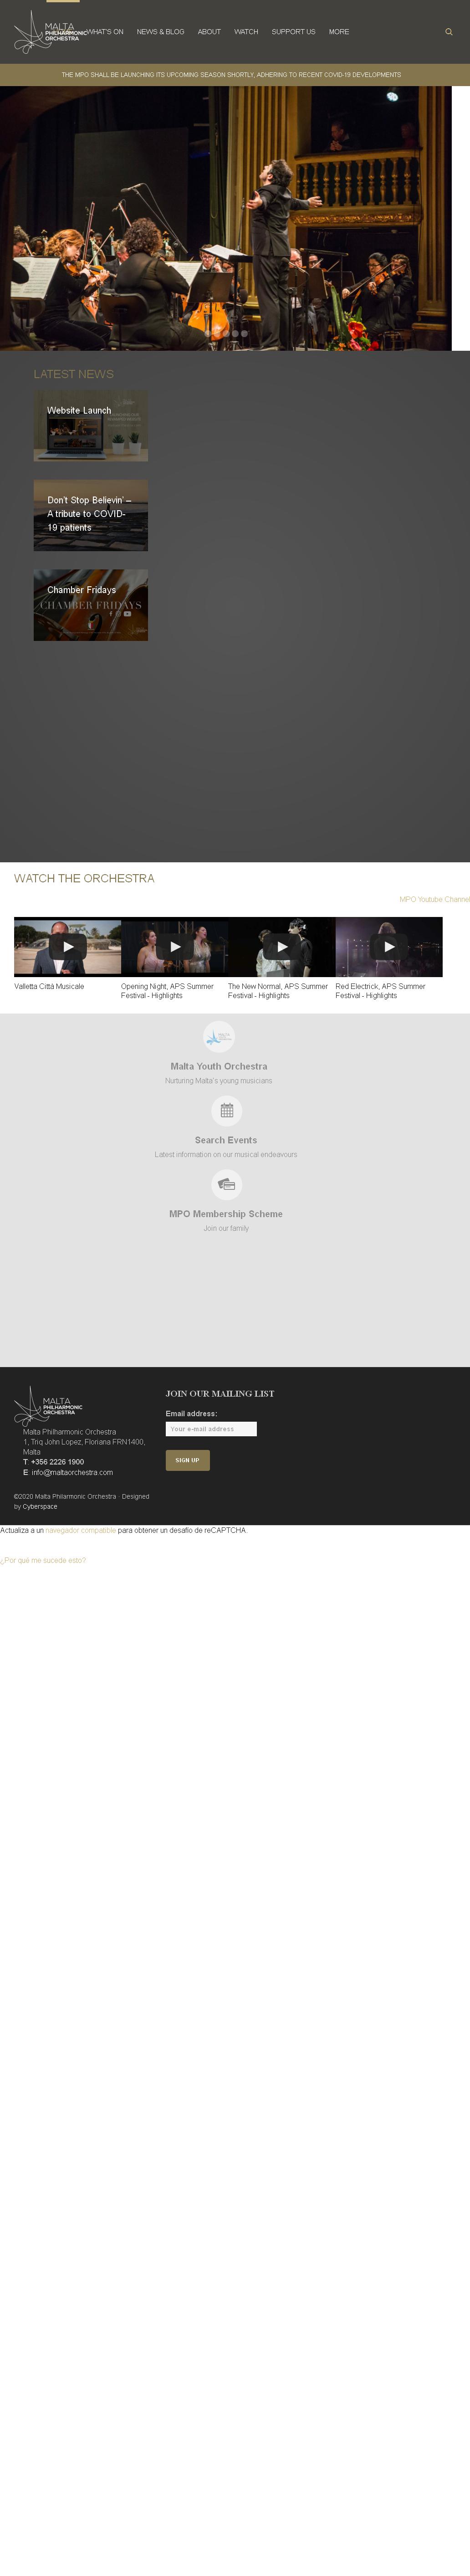 MALTA
PHILHARMONIC
ORCHESTRA
WHAT'S ON
NEWS & BLOG
ABOUT
WATCH
SUPPORT US
MORE
THE MPO SHALL BE LAUNCHING ITS UPCOMING SEASON SHORTLY, ADHERING TO RECENT COVID-19 DEVELOPMENTS
LATEST NEWS
Website Launch
Don't Stop Believin' –
A tribute to COVID-
19 patients
Chamber Fridays
CHAMBER FRIDAYS
WATCH THE ORCHESTRA
MPO Youtube Channel
Valletta Città Musicale
Opening Night, APS Summer
Festival - Highlights
The New Normal, APS Summer
Festival - Highlights
Red Electrick, APS Summer
Festival - Highlights
Malta Youth Orchestra
Nurturing Malta's young musicians
Search Events
Latest information on our musical endeavours
MPO Membership Scheme
Join our family
MALTA
PHILHARMONIC
ORCHESTRA
Malta Philharmonic Orchestra
1, Triq John Lopez, Floriana FRN1400,
Malta
T: +356 2226 1900
E: info@maltaorchestra.com
©2020 Malta Philarmonic Orchestra · Designed
by Cyberspace
JOIN OUR MAILING LIST
Email address:
Your e-mail address
SIGN UP
Actualiza a un navegador compatible para obtener un desafío de reCAPTCHA.
¿Por qué me sucede esto?